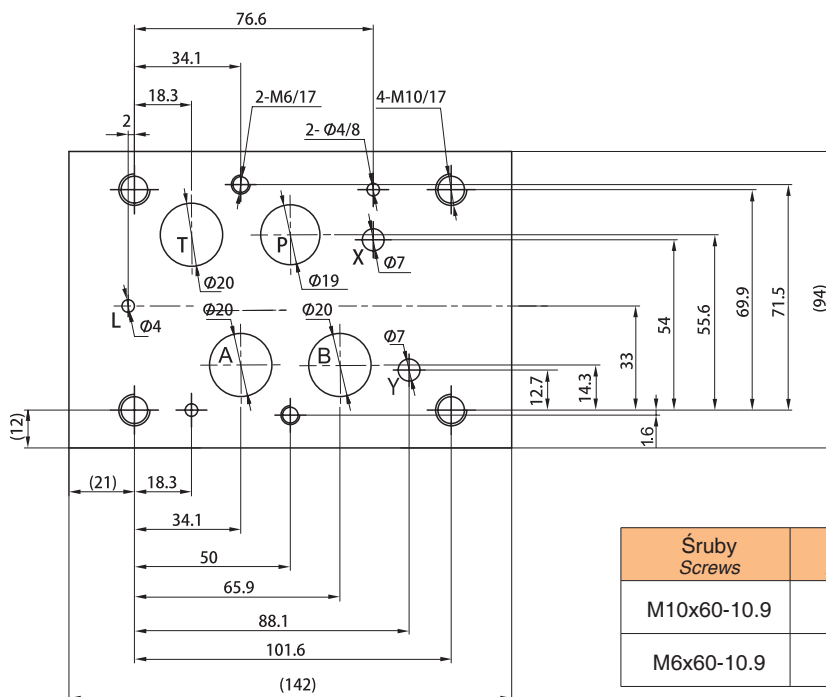 76.6
34.1
18.3
2-M6/17
4-M10/17
2
2- Ø4/8
T
P
X
Ø7
Ø20
Ø19
L
Ø4
Ø20
Ø20
A
B
Ø7
Y
12.7
14.3
33
54
55.6
69.9
71.5
(94)
1.6
(12)
(21)
18.3
34.1
50
65.9
88.1
101.6
(142)
Śruby
Screws
M10x60-10.9
M6x60-10.9